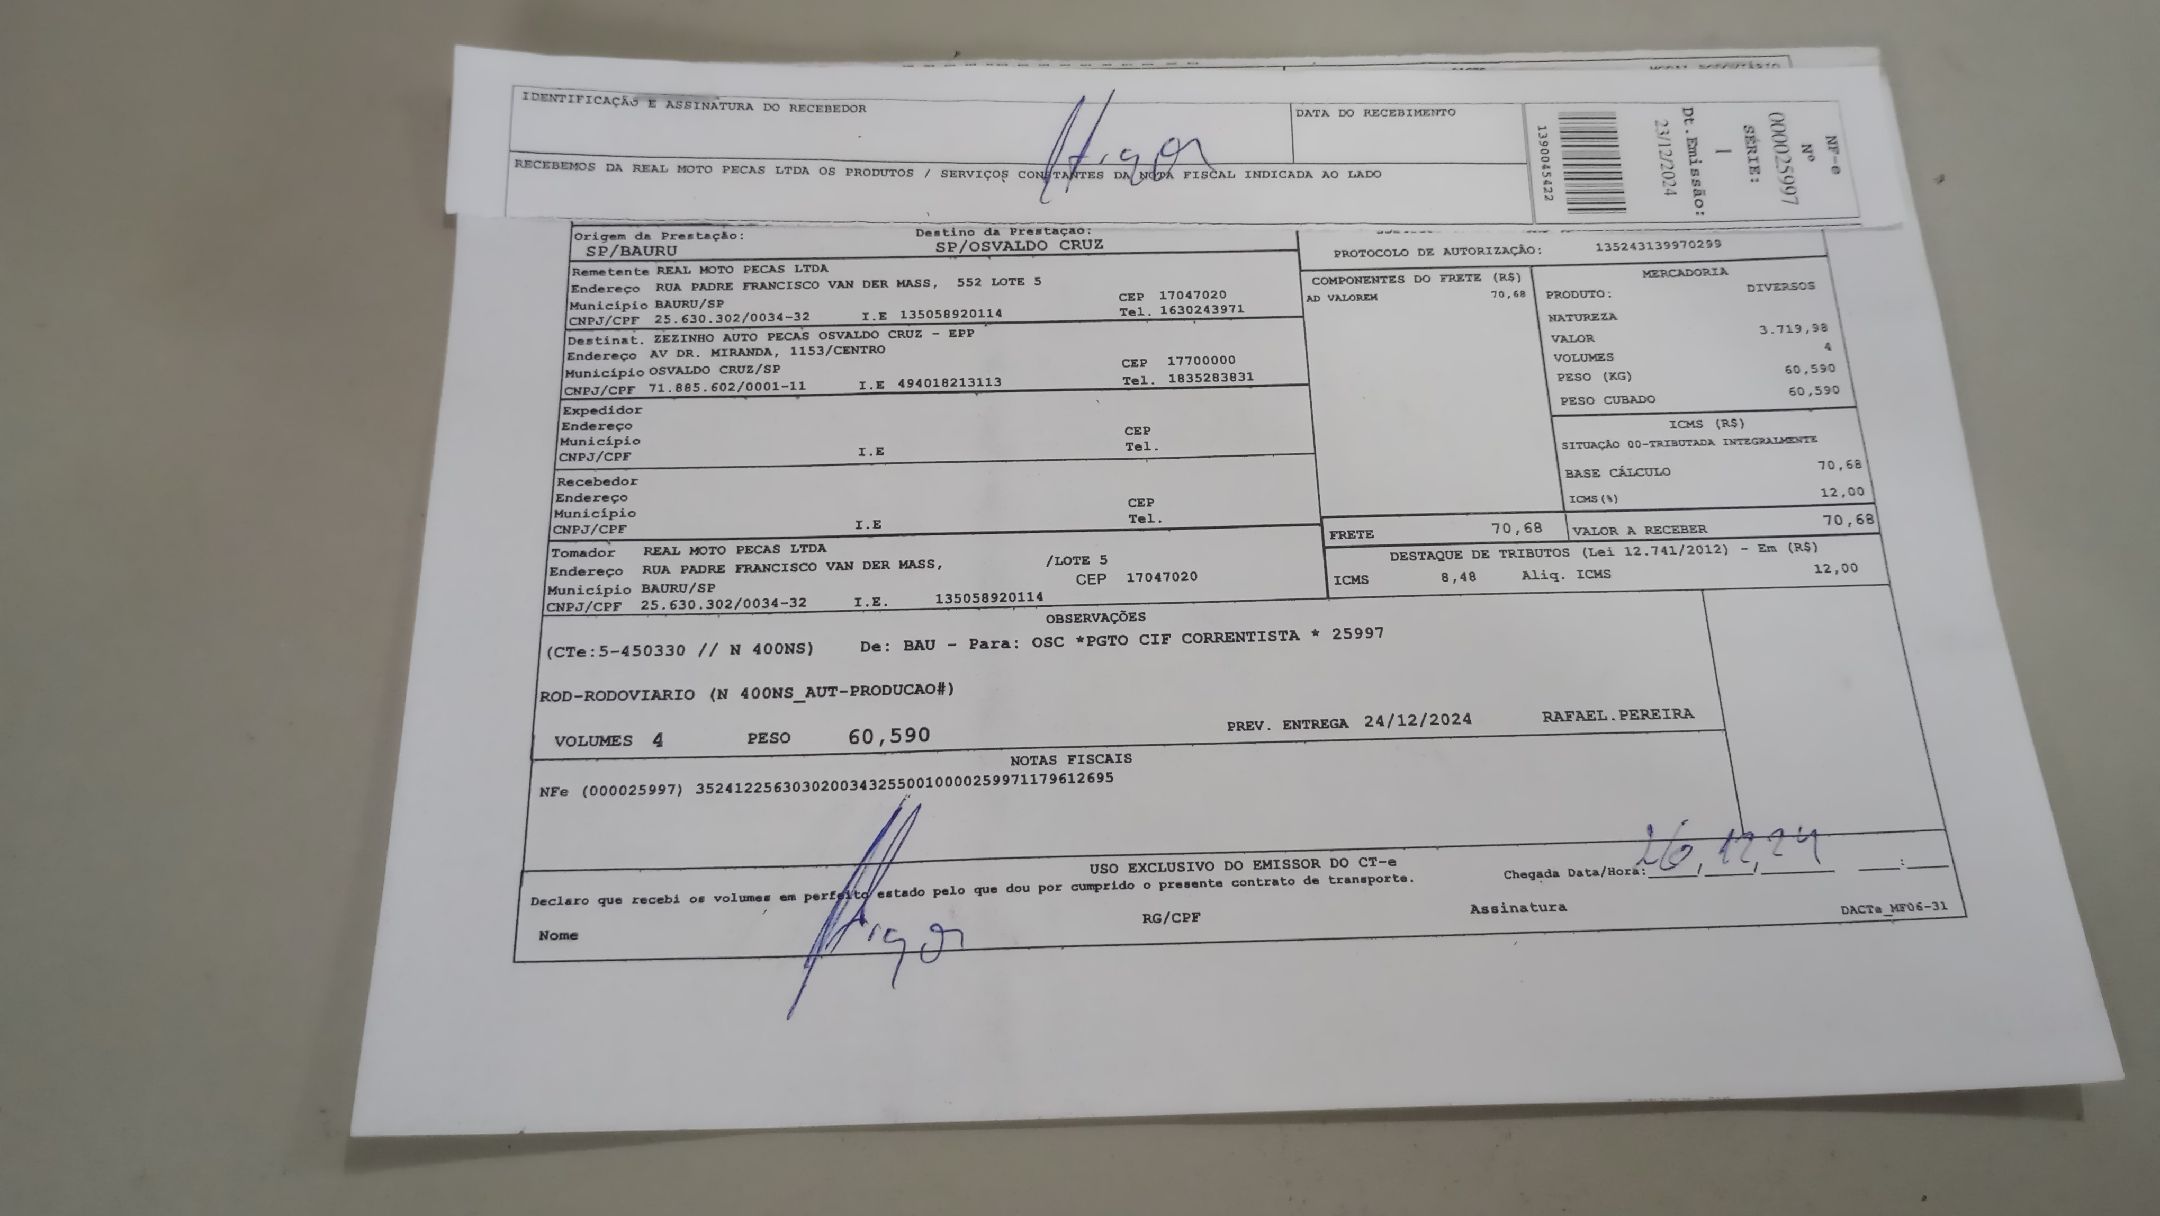 IDENTIFICAÇÃO E ASSINATURA DO RECEBEDOR
DATA DO RECEBIMENTO
RECEBEMOS DA REAL MOTO PECAS LTDA OS PRODUTOS / SERVIÇOS CONSTANTES DA NOTA FISCAL INDICADA AO LADO
NF-e
Nº
000025997
SÉRIE:
1
Dt.Emissão:
23/12/2024
1390045422
Origem da Prestação:
SP/BAURU
Destino da Prestação:
SP/OSVALDO CRUZ
PROTOCOLO DE AUTORIZAÇÃO: 135243139970299
Remetente REAL MOTO PECAS LTDA
Endereço RUA PADRE FRANCISCO VAN DER MASS, 552 LOTE 5
Município BAURU/SP CEP 17047020
CNPJ/CPF 25.630.302/0034-32 I.E 135058920114 Tel. 1630243971
Destinat. ZEZINHO AUTO PECAS OSVALDO CRUZ - EPP
Endereço AV DR. MIRANDA, 1153/CENTRO
Município OSVALDO CRUZ/SP CEP 17700000
CNPJ/CPF 71.885.602/0001-11 I.E 494018213113 Tel. 1835283831
Expedidor
Endereço
Município CEP
CNPJ/CPF I.E Tel.
Recebedor
Endereço
Município CEP
CNPJ/CPF I.E Tel.
Tomador REAL MOTO PECAS LTDA
Endereço RUA PADRE FRANCISCO VAN DER MASS, /LOTE 5
Município BAURU/SP CEP 17047020
CNPJ/CPF 25.630.302/0034-32 I.E. 135058920114
COMPONENTES DO FRETE (R$)
AD VALOREM 70,68
MERCADORIA
PRODUTO: DIVERSOS
NATUREZA
VALOR 3.719,98
VOLUMES 4
PESO (KG) 60,590
PESO CUBADO 60,590
ICMS (R$)
SITUAÇÃO 00-TRIBUTADA INTEGRALMENTE
BASE CÁLCULO 70,68
ICMS(%) 12,00
FRETE 70,68
VALOR A RECEBER 70,68
DESTAQUE DE TRIBUTOS (Lei 12.741/2012) - Em (R$)
ICMS 8,48 Aliq. ICMS 12,00
OBSERVAÇÕES
(CTe:5-450330 // N 400NS) De: BAU - Para: OSC *PGTO CIF CORRENTISTA * 25997
ROD-RODOVIARIO (N 400NS_AUT-PRODUCAO#)
VOLUMES 4 PESO 60,590 PREV. ENTREGA 24/12/2024 RAFAEL.PEREIRA
NOTAS FISCAIS
NFe (000025997) 35241225630302003432550010000259971179612695
USO EXCLUSIVO DO EMISSOR DO CT-e
Declaro que recebi os volumes em perfeito estado pelo que dou por cumprido o presente contrato de transporte.
Chegada Data/Hora: 26,12,24
Nome RG/CPF Assinatura
DACTe_MF06-31